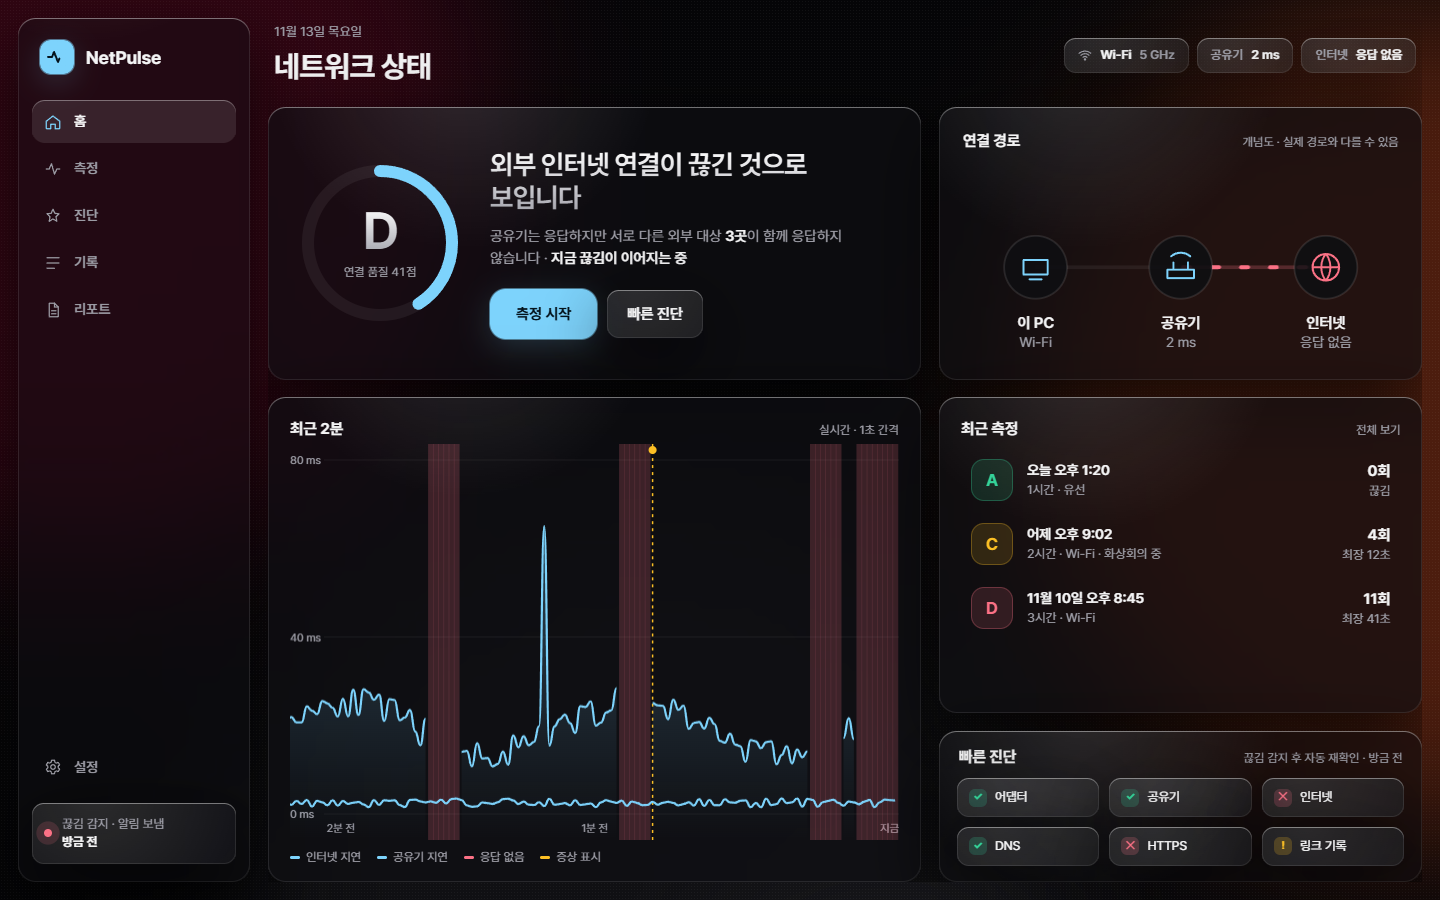 NetPulse
홈
측정
진단
기록
리포트
설정
끊김 감지 · 알림 보냄
방금 전
11월 13일 목요일
네트워크 상태
Wi-Fi 5 GHz
공유기 2 ms
인터넷 응답 없음
D
연결 품질 41점
외부 인터넷 연결이 끊긴 것으로
보입니다
공유기는 응답하지만 서로 다른 외부 대상 3곳이 함께 응답하지
않습니다 · 지금 끊김이 이어지는 중
측정 시작
빠른 진단
연결 경로
개념도 · 실제 경로와 다를 수 있음
이 PC
Wi-Fi
공유기
2 ms
인터넷
응답 없음
최근 2분
실시간 · 1초 간격
80 ms
40 ms
0 ms
2분 전
1분 전
지금
인터넷 지연
공유기 지연
응답 없음
증상 표시
최근 측정
전체 보기
A
오늘 오후 1:20
1시간 · 유선
0회
끊김
C
어제 오후 9:02
2시간 · Wi-Fi · 화상회의 중
4회
최장 12초
D
11월 10일 오후 8:45
3시간 · Wi-Fi
11회
최장 41초
빠른 진단
끊김 감지 후 자동 재확인 · 방금 전
어댑터
공유기
인터넷
DNS
HTTPS
링크 기록